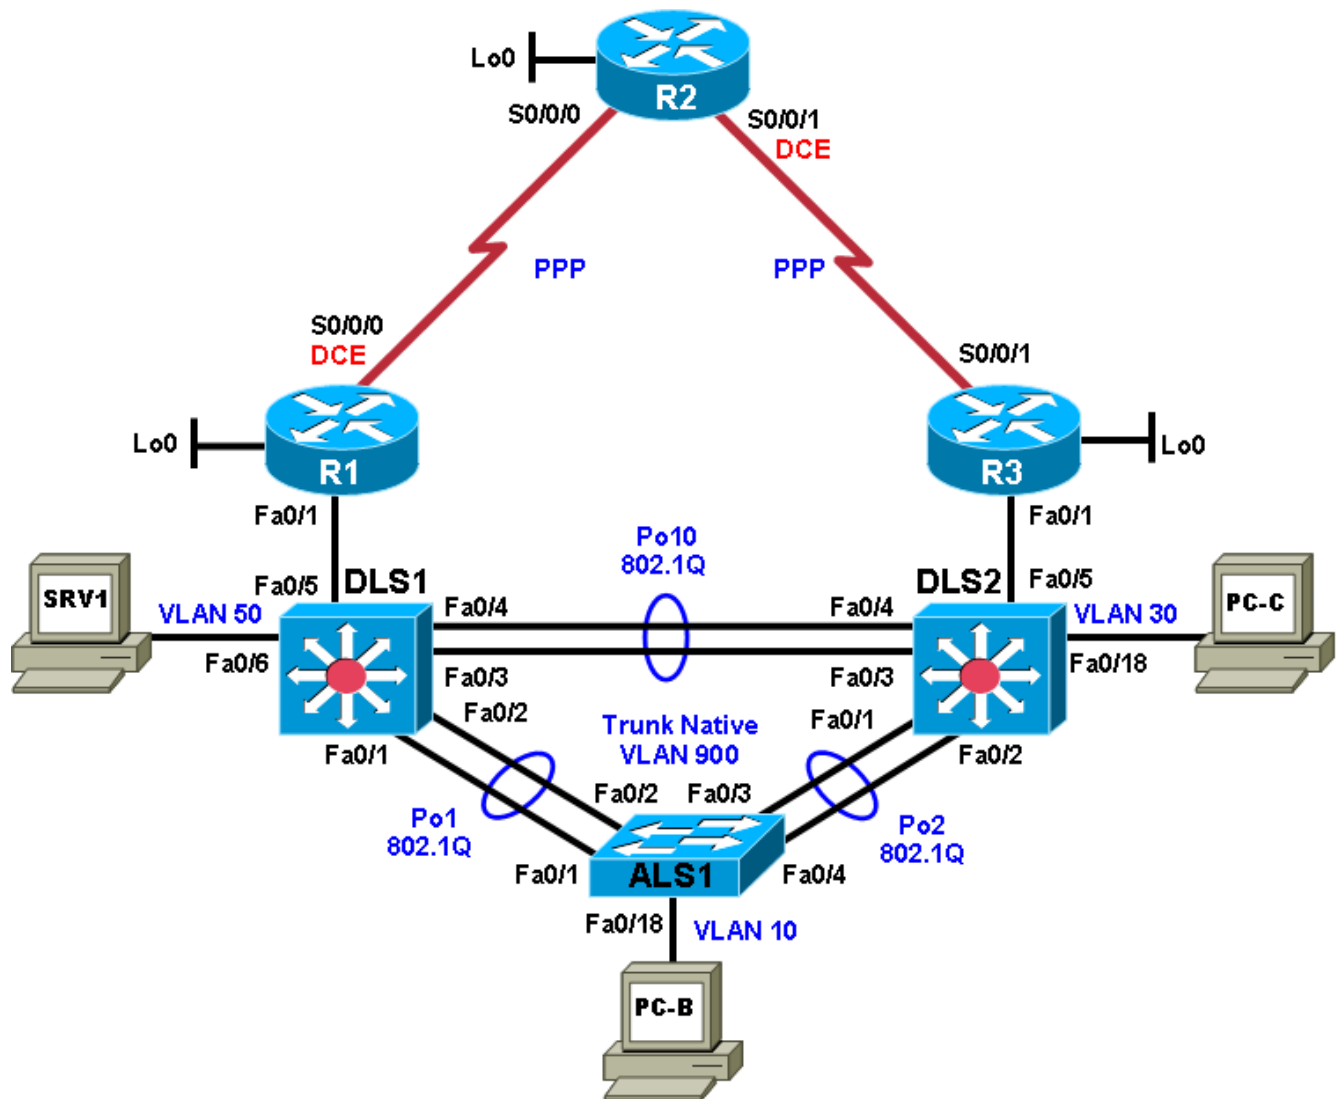 Lo0
R2
S0/0/0
S0/0/1
DCE
PPP
PPP
S0/0/0
DCE
S0/0/1
Lo0
R1
R3
Lo0
Fa0/1
Fa0/1
Po10
802.1Q
SRV1
VLAN 50
Fa0/5
DLS1
DLS2
Fa0/5
VLAN 30
PC-C
Fa0/4
Fa0/4
Fa0/6
Fa0/3
Fa0/3
Fa0/18
Fa0/2
Trunk Native
VLAN 900
Fa0/1
Fa0/1
Fa0/2
Fa0/2
Fa0/3
Po1
802.1Q
Po2
802.1Q
Fa0/1
ALS1
Fa0/4
Fa0/18
VLAN 10
PC-B